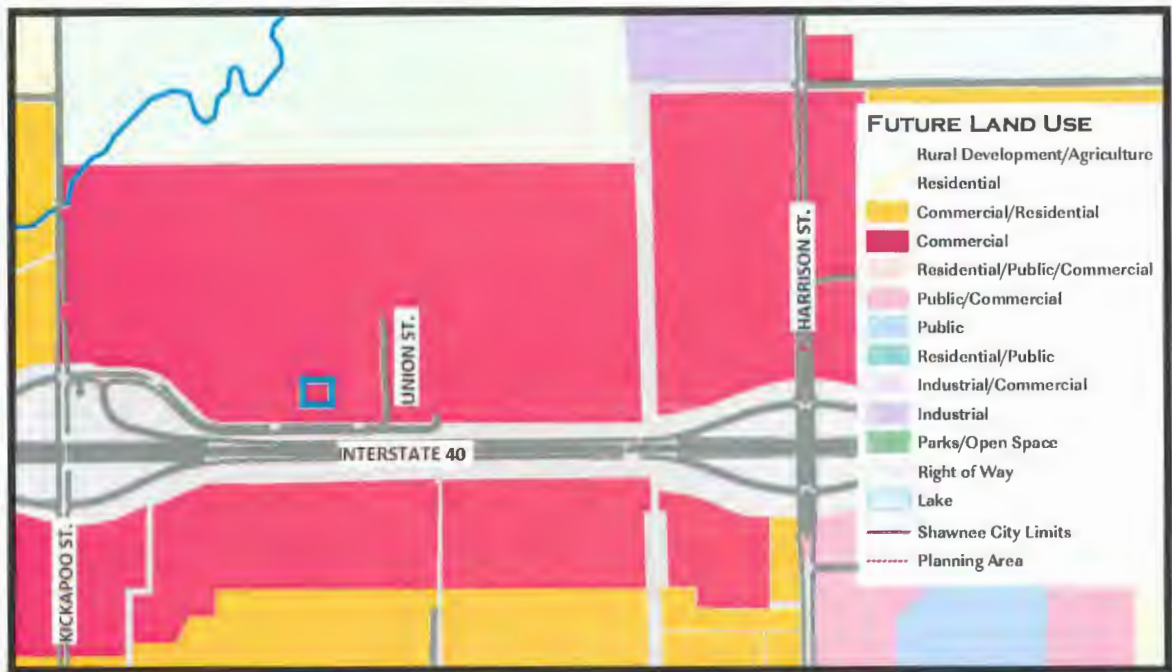 FUTURE LAND USE
Rural Development/Agriculture
Residential
Commercial/Residential
Commercial
Residential/Public/Commercial
Public/Commercial
Public
Residential/Public
Industrial/Commercial
Industrial
Parks/Open Space
Right of Way
Lake
Shawnee City Limits
Planning Area
HARRISON ST.
UNION ST.
INTERSTATE 40
KICKAPOO ST.